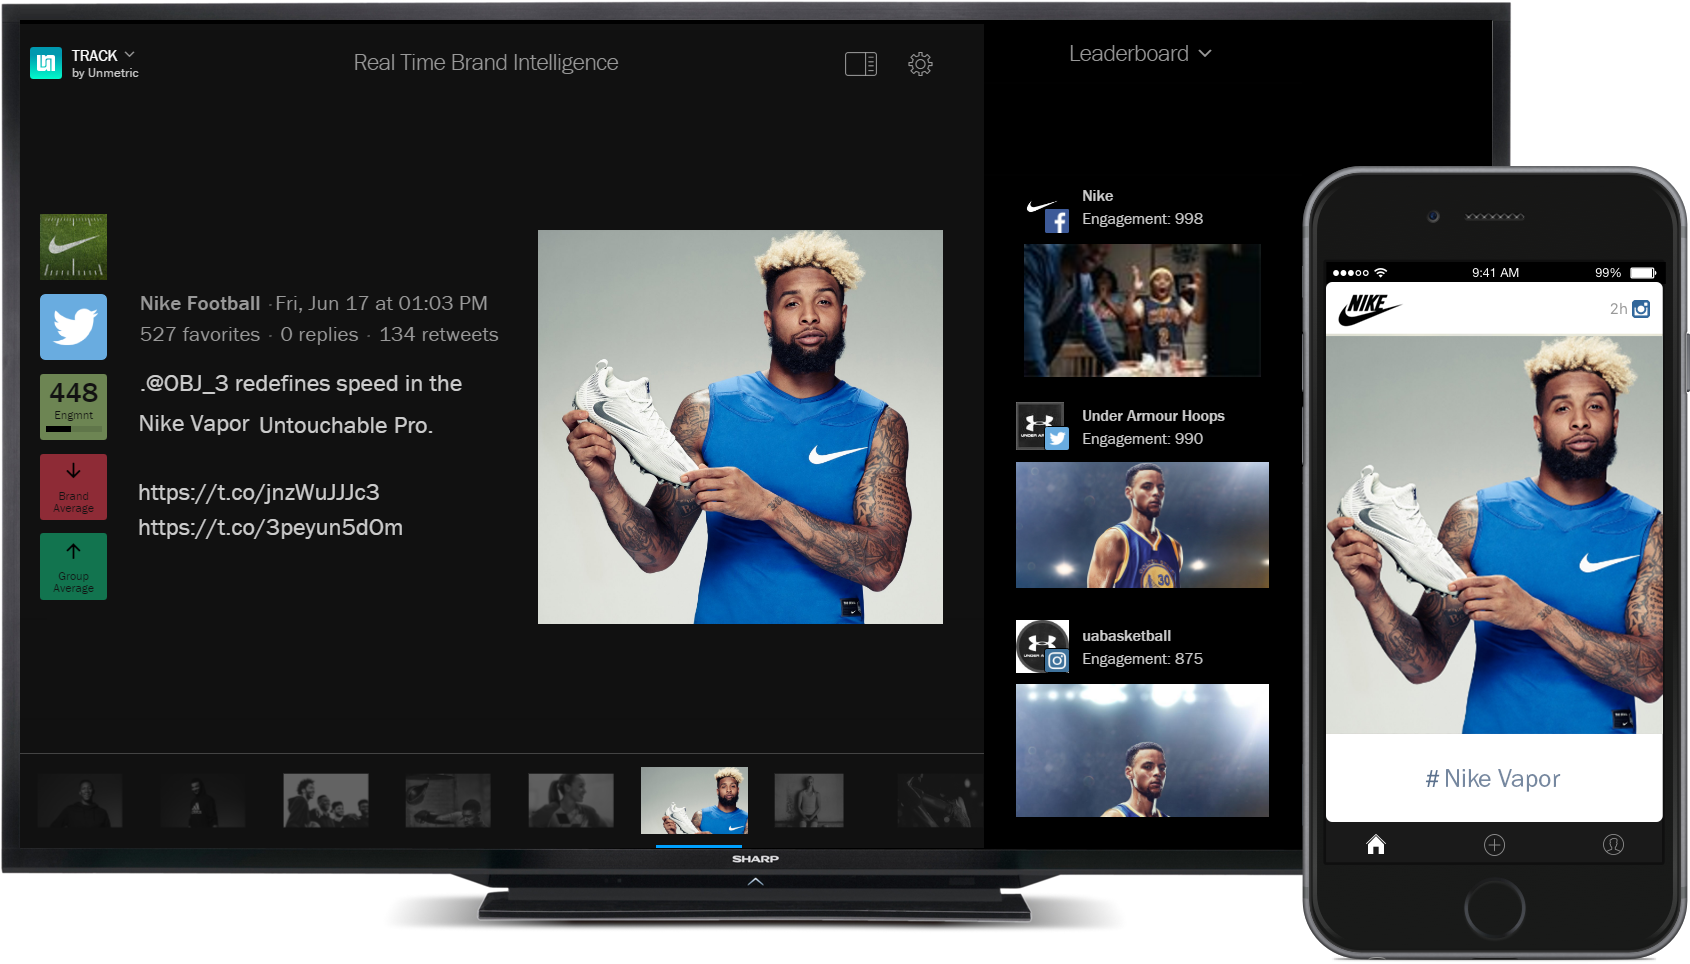 TRACK
by Unmetric
Real Time Brand Intelligence
Leaderboard
Nike Football · Fri, Jun 17 at 01:03 PM
527 favorites · 0 replies · 134 retweets
448
Engmnt
.@OBJ_3 redefines speed in the
Nike Vapor Untouchable Pro.
Brand
Average
https://t.co/jnzWuJJJc3
https://t.co/3peyun5dOm
Group
Average
Nike
Engagement: 998
Under Armour Hoops
Engagement: 990
UNDER
30
uabasketball
Engagement: 875
UNDER
SHARP
9:41 AM
99%
NIKE
2h
# Nike Vapor